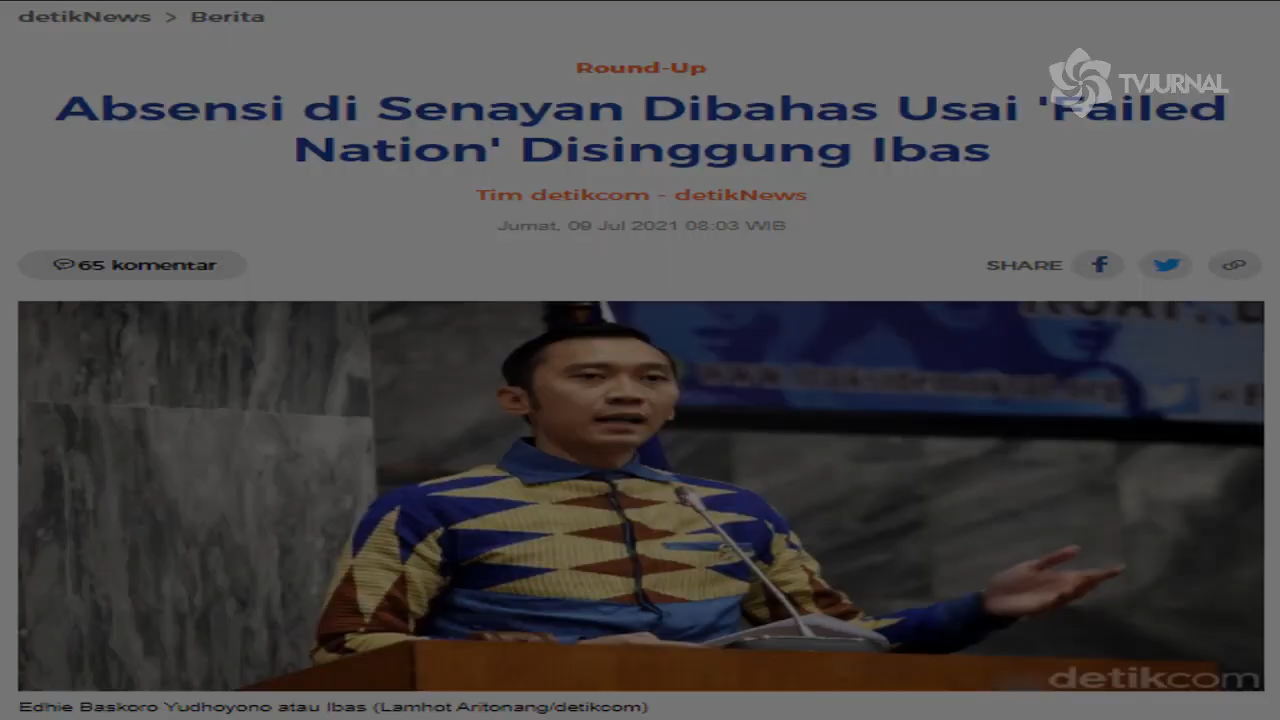 detikNews > Berita
Round-Up
TVJURNAL
Absensi di Senayan Dibahas Usai 'Failed
Nation' Disinggung Ibas
Tim detikcom - detikNews
Jumat, 09 Jul 2021 08:03 WIB
65 komentar
SHARE
detikcom
Edhie Baskoro Yudhoyono atau Ibas (Lamhot Aritonang/detikcom)